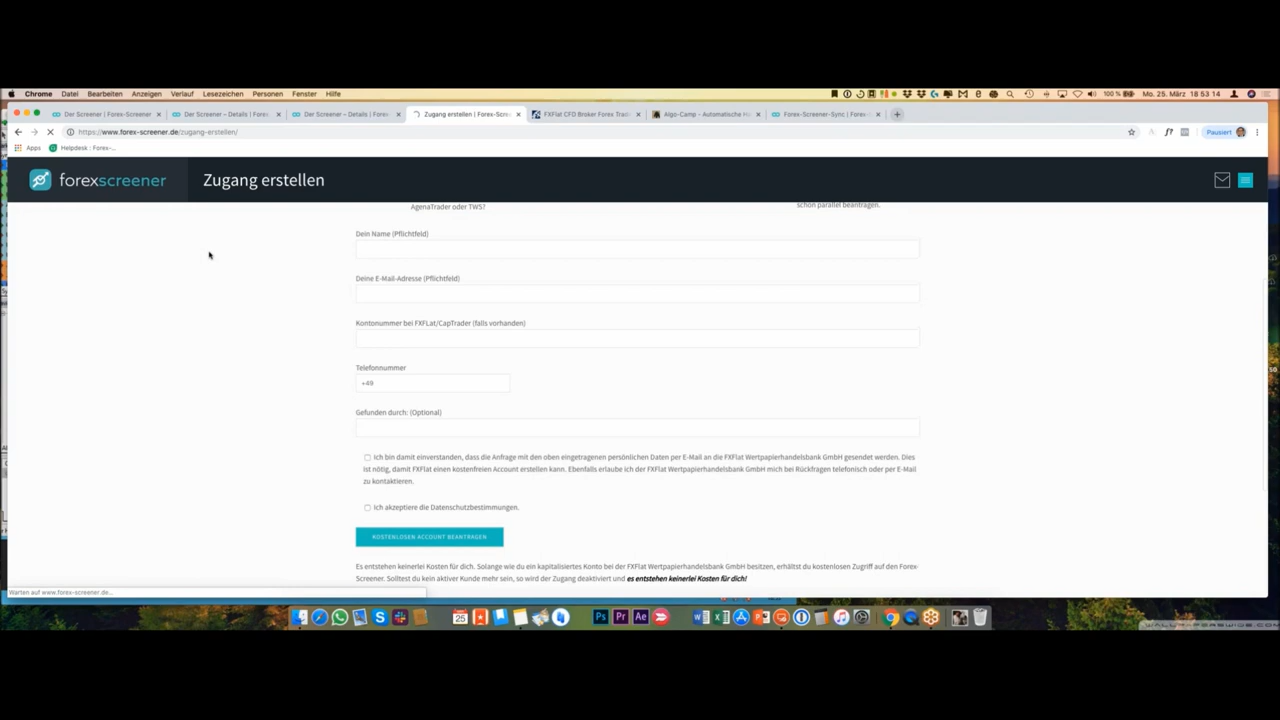 Chrome Datei Bearbeiten Anzeigen Verlauf Lesezeichen Personen Fenster Hilfe 100 % Mo. 25. März 18 53 14
Der Screener | Forex-Screener Der Screener – Details | Forex Der Screener – Details | Forex Zugang erstellen | Forex-Scre FXFlat CFD Broker Forex Trad Algo-Camp - Automatische H Forex-Screener-Sync | Forex
https://www.forex-screener.de/zugang-erstellen/ Pausiert
Apps Helpdesk : Forex-...
forexscreener Zugang erstellen
AgenaTrader oder TWS? schon parallel beantragen.
Dein Name (Pflichtfeld)
Deine E-Mail-Adresse (Pflichtfeld)
Kontonummer bei FXFLat/CapTrader (falls vorhanden)
Telefonnummer
+49
Gefunden durch: (Optional)
Ich bin damit einverstanden, dass die Anfrage mit den oben eingetragenen persönlichen Daten per E-Mail an die FXFlat Wertpapierhandelsbank GmbH gesendet werden. Dies
ist nötig, damit FXFlat einen kostenfreien Account erstellen kann. Ebenfalls erlaube ich der FXFlat Wertpapierhandelsbank GmbH mich bei Rückfragen telefonisch oder per E-Mail
zu kontaktieren.
Ich akzeptiere die Datenschutzbestimmungen.
KOSTENLOSEN ACCOUNT BEANTRAGEN
Es entstehen keinerlei Kosten für dich. Solange wie du ein kapitalisiertes Konto bei der FXFlat Wertpapierhandelsbank GmbH besitzen, erhältst du kostenlosen Zugriff auf den Forex-
Screener. Solltest du kein aktiver Kunde mehr sein, so wird der Zugang deaktiviert und es entstehen keinerlei Kosten für dich!
Warten auf www.forex-screener.de...
25 Ps Pr Ae